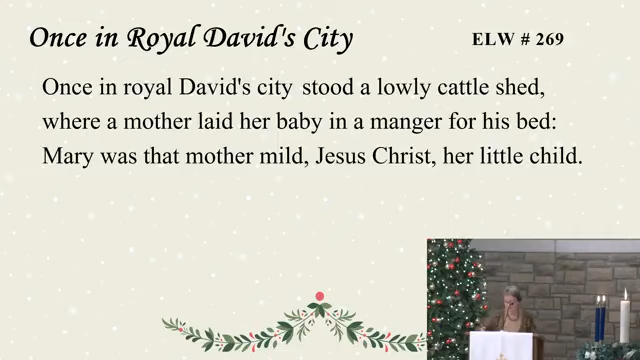 Once in Royal David's City
ELW # 269
Once in royal David's city stood a lowly cattle shed,
where a mother laid her baby in a manger for his bed:
Mary was that mother mild, Jesus Christ, her little child.